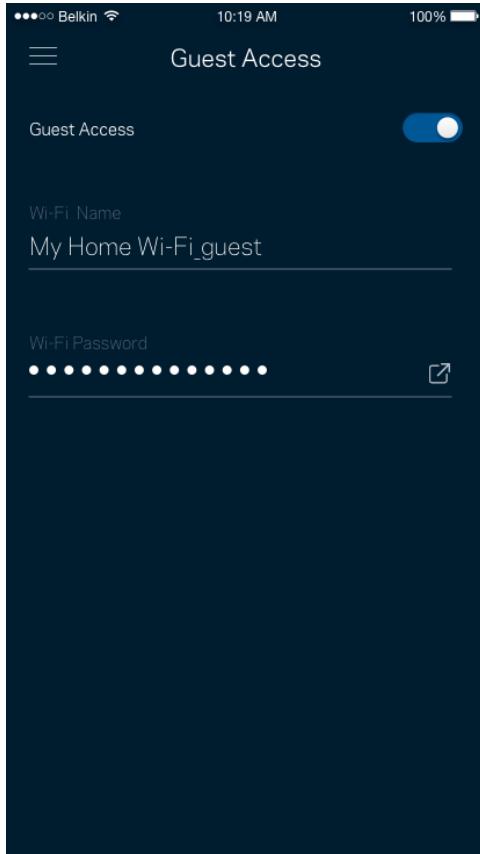 Belkin 10:19 AM 100%
Guest Access
Guest Access
Wi-Fi Name
My Home Wi-Fi_guest
Wi-Fi Password
••••••••••••••